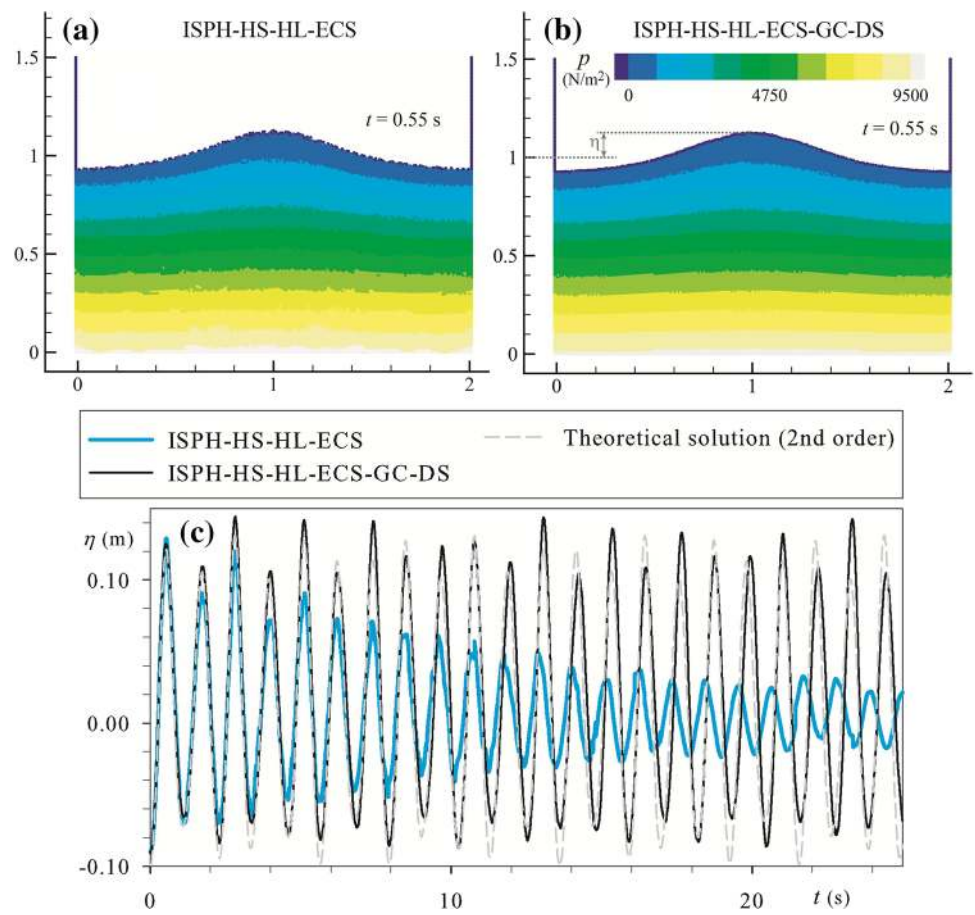 (a) ISPH-HS-HL-ECS
1.5
1
0.5
0
t = 0.55 s
0 1 2
(b) ISPH-HS-HL-ECS-GC-DS
1.5
1
0.5
0
p
(N/m²)
0 4750 9500
t = 0.55 s
η
0 1 2
ISPH-HS-HL-ECS
ISPH-HS-HL-ECS-GC-DS
Theoretical solution (2nd order)
(c)
η (m)
0.10
0.00
-0.10
0 10 20 t (s)